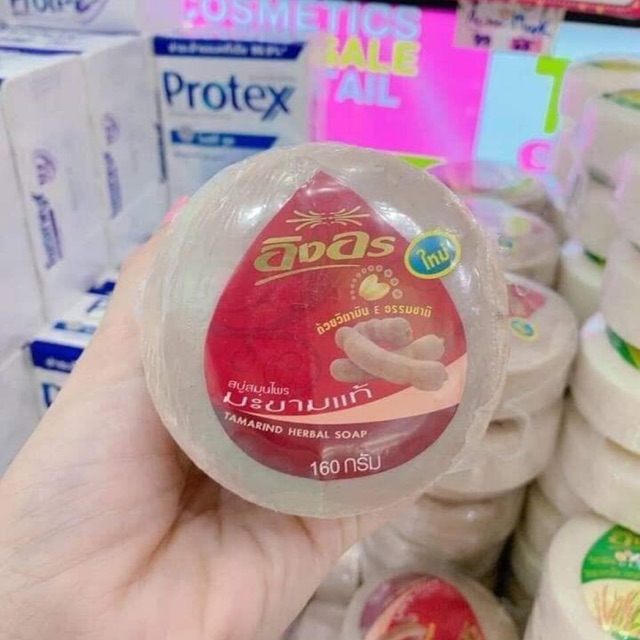 COSMETICS
SALE
AIL
Protex
อิงอร
ใหม่
ด้วยวิตามิน E ธรรมชาติ
สบู่สมุนไพร
มะขามแท้
TAMARIND HERBAL SOAP
160 กรัม